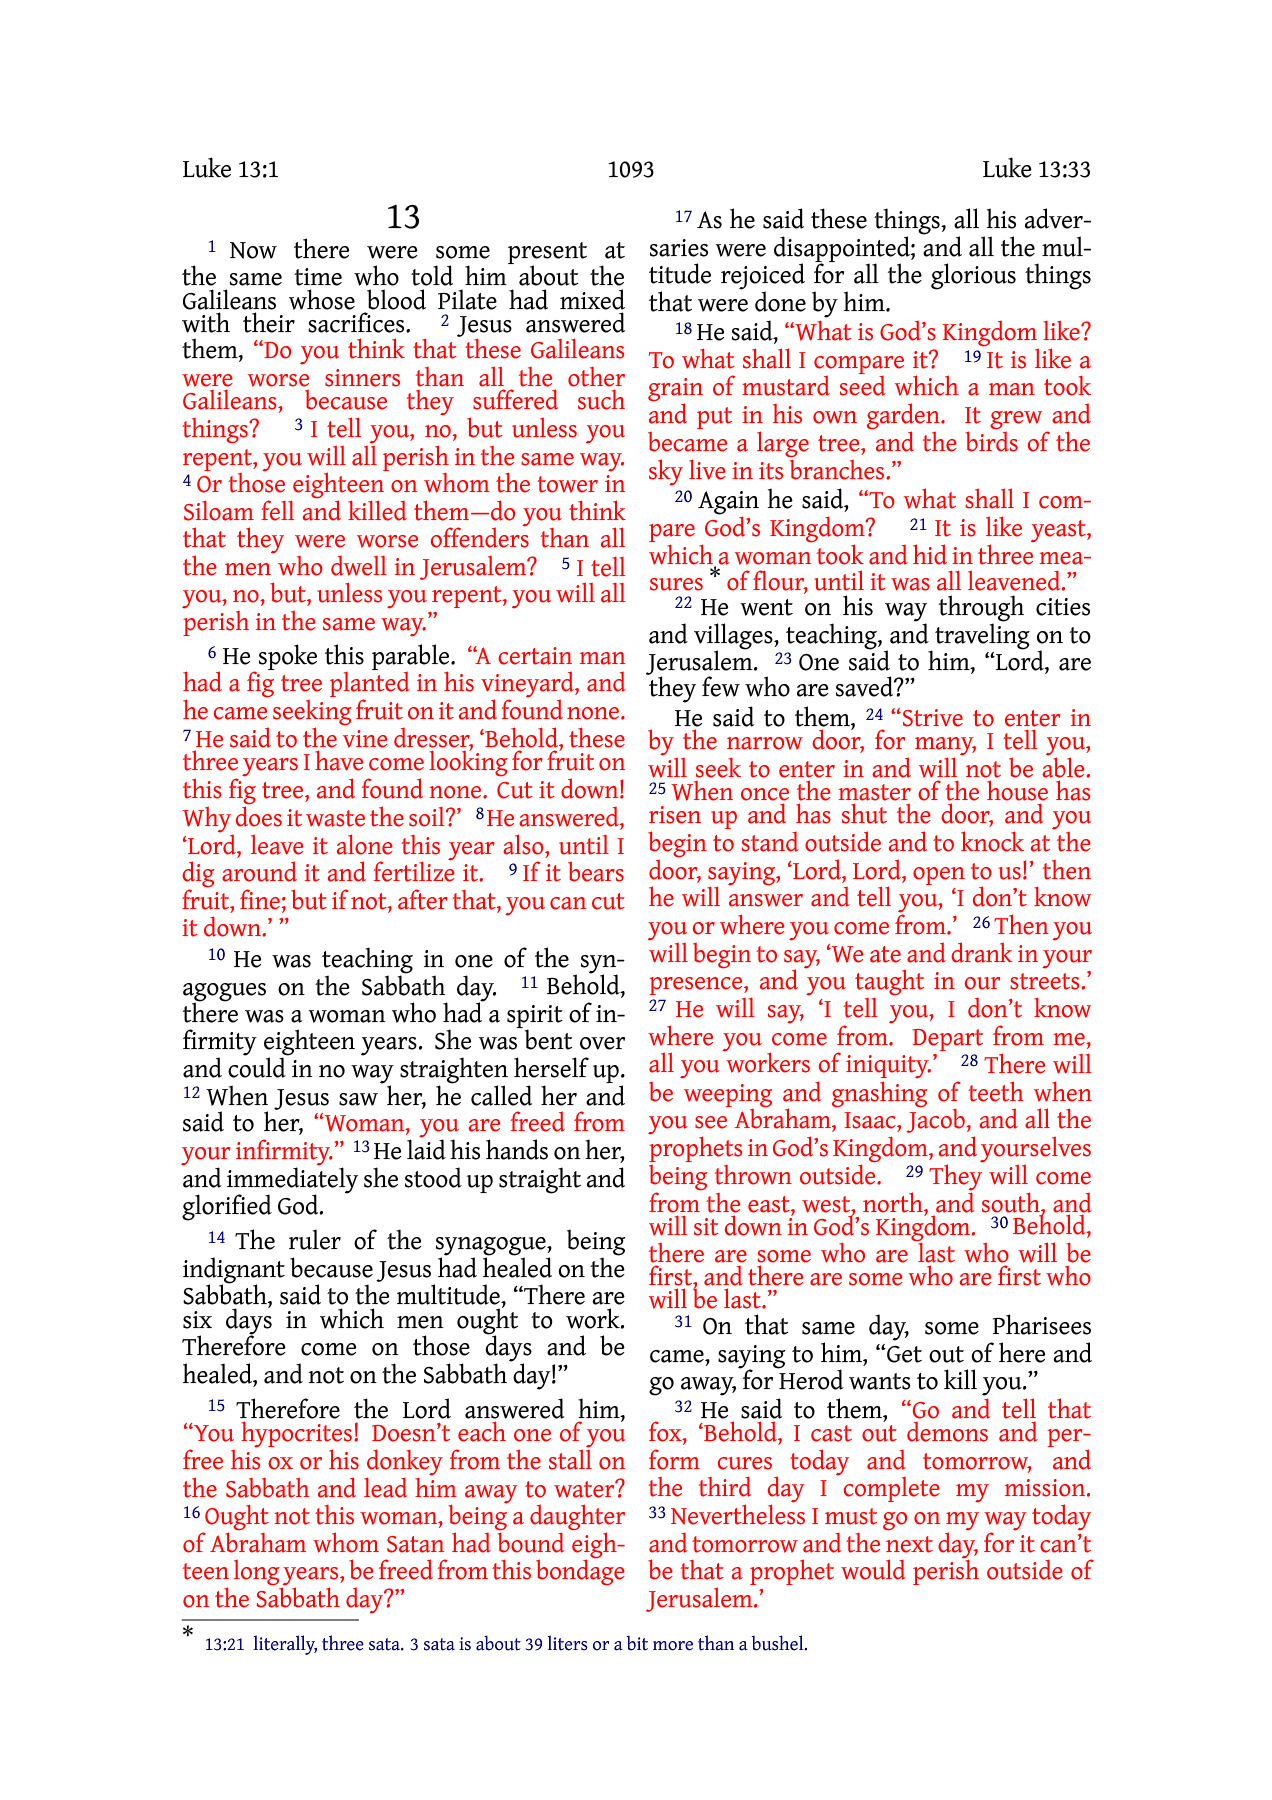 Luke 13:1 1093 Luke 13:33
13
1 Now there were some present at
the same time who told him about the
Galileans whose blood Pilate had mixed
with their sacrifices. 2 Jesus answered
them, “Do you think that these Galileans
were worse sinners than all the other
Galileans, because they suffered such
things? 3 I tell you, no, but unless you
repent, you will all perish in the same way.
4 Or those eighteen on whom the tower in
Siloam fell and killed them—do you think
that they were worse offenders than all
the men who dwell in Jerusalem? 5 I tell
you, no, but, unless you repent, you will all
perish in the same way.”
6 He spoke this parable. “A certain man
had a fig tree planted in his vineyard, and
he came seeking fruit on it and found none.
7 He said to the vine dresser, ‘Behold, these
three years I have come looking for fruit on
this fig tree, and found none. Cut it down!
Why does it waste the soil?’ 8 He answered,
‘Lord, leave it alone this year also, until I
dig around it and fertilize it. 9 If it bears
fruit, fine; but if not, after that, you can cut
it down.’ ”
10 He was teaching in one of the syn-
agogues on the Sabbath day. 11 Behold,
there was a woman who had a spirit of in-
firmity eighteen years. She was bent over
and could in no way straighten herself up.
12 When Jesus saw her, he called her and
said to her, “Woman, you are freed from
your infirmity.” 13 He laid his hands on her,
and immediately she stood up straight and
glorified God.
14 The ruler of the synagogue, being
indignant because Jesus had healed on the
Sabbath, said to the multitude, “There are
six days in which men ought to work.
Therefore come on those days and be
healed, and not on the Sabbath day!”
15 Therefore the Lord answered him,
“You hypocrites! Doesn’t each one of you
free his ox or his donkey from the stall on
the Sabbath and lead him away to water?
16 Ought not this woman, being a daughter
of Abraham whom Satan had bound eigh-
teen long years, be freed from this bondage
on the Sabbath day?”
17 As he said these things, all his adver-
saries were disappointed; and all the mul-
titude rejoiced for all the glorious things
that were done by him.
18 He said, “What is God’s Kingdom like?
To what shall I compare it? 19 It is like a
grain of mustard seed which a man took
and put in his own garden. It grew and
became a large tree, and the birds of the
sky live in its branches.”
20 Again he said, “To what shall I com-
pare God’s Kingdom? 21 It is like yeast,
which a woman took and hid in three mea-
sures * of flour, until it was all leavened.”
22 He went on his way through cities
and villages, teaching, and traveling on to
Jerusalem. 23 One said to him, “Lord, are
they few who are saved?”
He said to them, 24 “Strive to enter in
by the narrow door, for many, I tell you,
will seek to enter in and will not be able.
25 When once the master of the house has
risen up and has shut the door, and you
begin to stand outside and to knock at the
door, saying, ‘Lord, Lord, open to us!’ then
he will answer and tell you, ‘I don’t know
you or where you come from.’ 26 Then you
will begin to say, ‘We ate and drank in your
presence, and you taught in our streets.’
27 He will say, ‘I tell you, I don’t know
where you come from. Depart from me,
all you workers of iniquity.’ 28 There will
be weeping and gnashing of teeth when
you see Abraham, Isaac, Jacob, and all the
prophets in God’s Kingdom, and yourselves
being thrown outside. 29 They will come
from the east, west, north, and south, and
will sit down in God’s Kingdom. 30 Behold,
there are some who are last who will be
first, and there are some who are first who
will be last.”
31 On that same day, some Pharisees
came, saying to him, “Get out of here and
go away, for Herod wants to kill you.”
32 He said to them, “Go and tell that
fox, ‘Behold, I cast out demons and per-
form cures today and tomorrow, and
the third day I complete my mission.
33 Nevertheless I must go on my way today
and tomorrow and the next day, for it can’t
be that a prophet would perish outside of
Jerusalem.’
* 13:21 literally, three sata. 3 sata is about 39 liters or a bit more than a bushel.